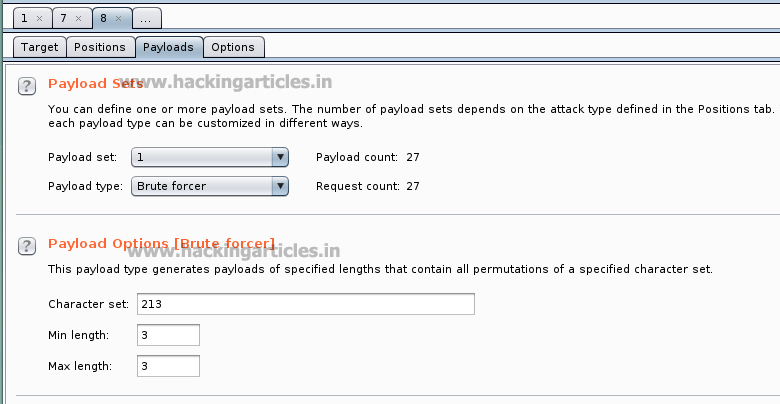 1 × 7 × 8 × ...
Target Positions Payloads Options
? Payload Sets
www.hackingarticles.in
You can define one or more payload sets. The number of payload sets depends on the attack type defined in the Positions tab.
each payload type can be customized in different ways.
Payload set: 1 Payload count: 27
Payload type: Brute forcer Request count: 27
? Payload Options [Brute forcer]
www.hackingarticles.in
This payload type generates payloads of specified lengths that contain all permutations of a specified character set.
Character set: 213
Min length: 3
Max length: 3